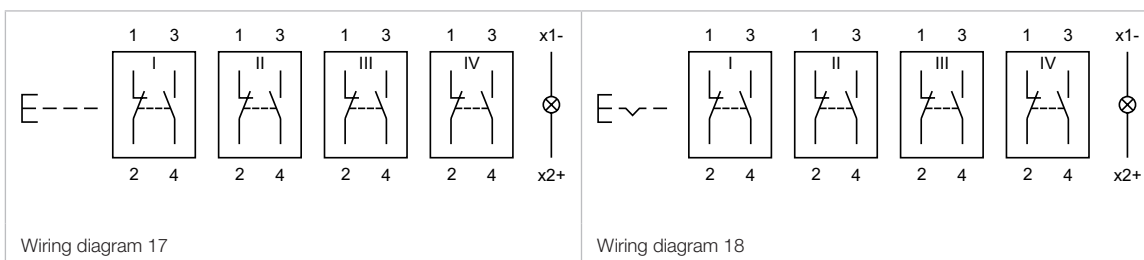 1 3 1 3 1 3 1 3 x1-
I II III IV
2 4 2 4 2 4 2 4 x2+
Wiring diagram 17
1 3 1 3 1 3 1 3 x1-
I II III IV
2 4 2 4 2 4 2 4 x2+
Wiring diagram 18